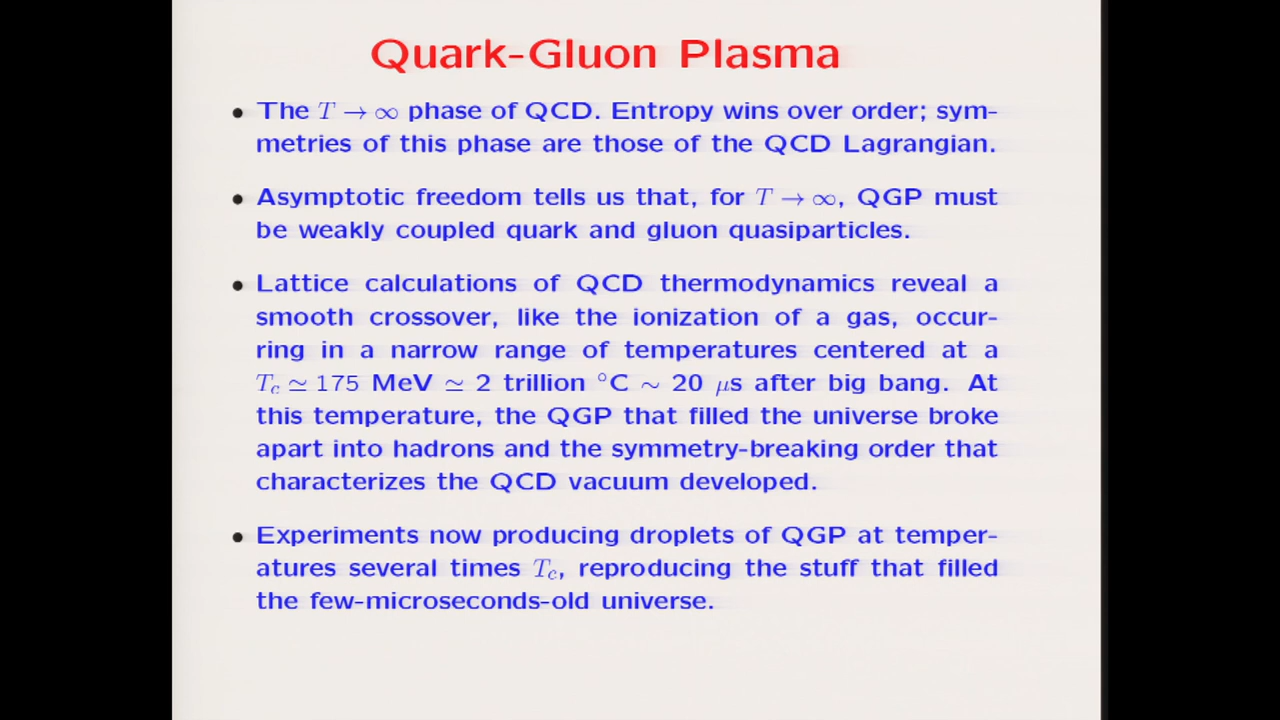 Quark-Gluon Plasma
• The T → ∞ phase of QCD. Entropy wins over order; sym-
metries of this phase are those of the QCD Lagrangian.
• Asymptotic freedom tells us that, for T → ∞, QGP must
be weakly coupled quark and gluon quasiparticles.
• Lattice calculations of QCD thermodynamics reveal a
smooth crossover, like the ionization of a gas, occur-
ring in a narrow range of temperatures centered at a
T_c ≃ 175 MeV ≃ 2 trillion °C ∼ 20 μs after big bang. At
this temperature, the QGP that filled the universe broke
apart into hadrons and the symmetry-breaking order that
characterizes the QCD vacuum developed.
• Experiments now producing droplets of QGP at temper-
atures several times T_c, reproducing the stuff that filled
the few-microseconds-old universe.